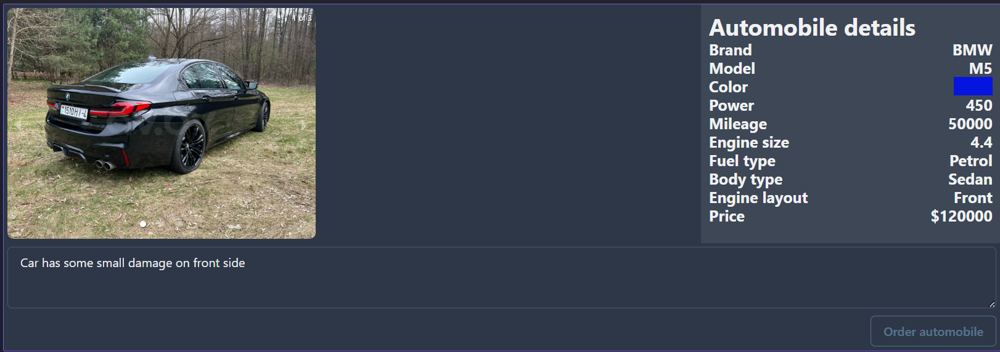 1 of 3
1510HI-4
Automobile details
Brand BMW
Model M5
Color
Power 450
Mileage 50000
Engine size 4.4
Fuel type Petrol
Body type Sedan
Engine layout Front
Price $120000
Car has some small damage on front side
Order automobile